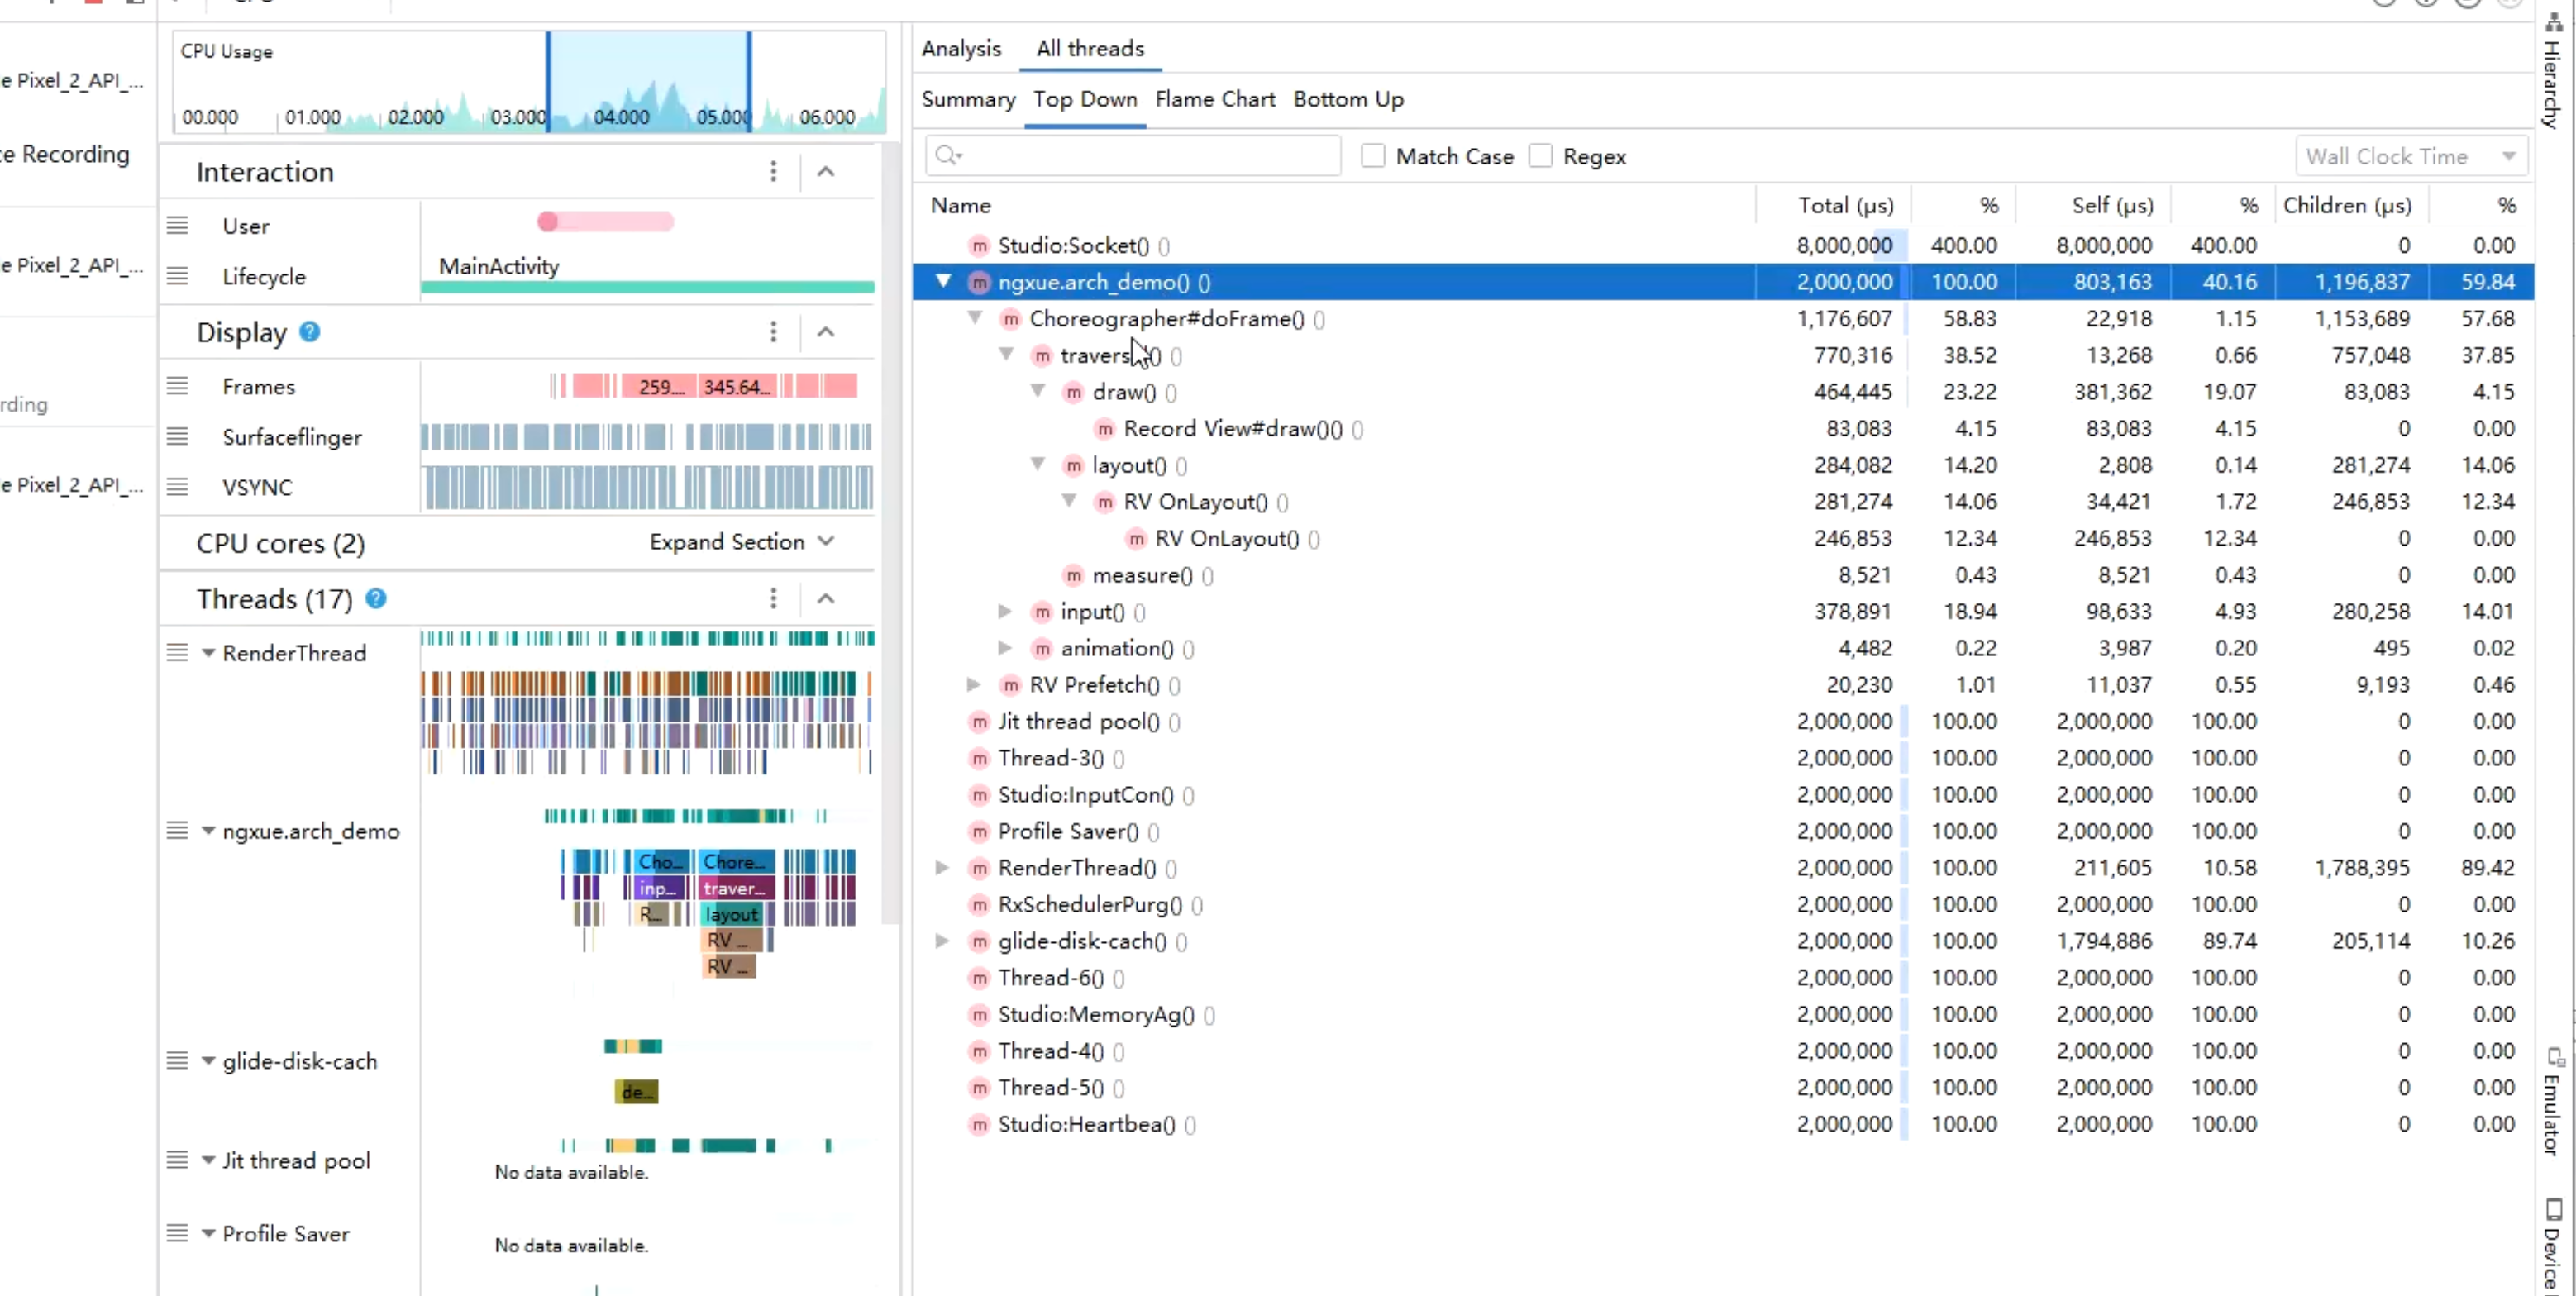 CPU Usage
00.000 01.000 02.000 03.000 04.000 05.000 06.000
e Pixel_2_API_...
e Recording
e Pixel_2_API_...
rding
e Pixel_2_API_...
Interaction
User
Lifecycle MainActivity
Display
Frames 259... 345.64...
Surfaceflinger
VSYNC
CPU cores (2) Expand Section
Threads (17)
RenderThread
ngxue.arch_demo
Cho... Chore...
inp... traver...
R... layout
RV ...
RV ...
glide-disk-cach
de...
Jit thread pool
No data available.
Profile Saver
No data available.
Analysis All threads
Summary Top Down Flame Chart Bottom Up
Match Case Regex Wall Clock Time
Name Total (μs) % Self (μs) % Children (μs) %
m Studio:Socket() () 8,000,000 400.00 8,000,000 400.00 0 0.00
m ngxue.arch_demo() () 2,000,000 100.00 803,163 40.16 1,196,837 59.84
m Choreographer#doFrame() () 1,176,607 58.83 22,918 1.15 1,153,689 57.68
m travers () () 770,316 38.52 13,268 0.66 757,048 37.85
m draw() () 464,445 23.22 381,362 19.07 83,083 4.15
m Record View#draw()() () 83,083 4.15 83,083 4.15 0 0.00
m layout() () 284,082 14.20 2,808 0.14 281,274 14.06
m RV OnLayout() () 281,274 14.06 34,421 1.72 246,853 12.34
m RV OnLayout() () 246,853 12.34 246,853 12.34 0 0.00
m measure() () 8,521 0.43 8,521 0.43 0 0.00
m input() () 378,891 18.94 98,633 4.93 280,258 14.01
m animation() () 4,482 0.22 3,987 0.20 495 0.02
m RV Prefetch() () 20,230 1.01 11,037 0.55 9,193 0.46
m Jit thread pool() () 2,000,000 100.00 2,000,000 100.00 0 0.00
m Thread-3() () 2,000,000 100.00 2,000,000 100.00 0 0.00
m Studio:InputCon() () 2,000,000 100.00 2,000,000 100.00 0 0.00
m Profile Saver() () 2,000,000 100.00 2,000,000 100.00 0 0.00
m RenderThread() () 2,000,000 100.00 211,605 10.58 1,788,395 89.42
m RxSchedulerPurg() () 2,000,000 100.00 2,000,000 100.00 0 0.00
m glide-disk-cach() () 2,000,000 100.00 1,794,886 89.74 205,114 10.26
m Thread-6() () 2,000,000 100.00 2,000,000 100.00 0 0.00
m Studio:MemoryAg() () 2,000,000 100.00 2,000,000 100.00 0 0.00
m Thread-4() () 2,000,000 100.00 2,000,000 100.00 0 0.00
m Thread-5() () 2,000,000 100.00 2,000,000 100.00 0 0.00
m Studio:Heartbea() () 2,000,000 100.00 2,000,000 100.00 0 0.00
Hierarchy
Emulator
Device